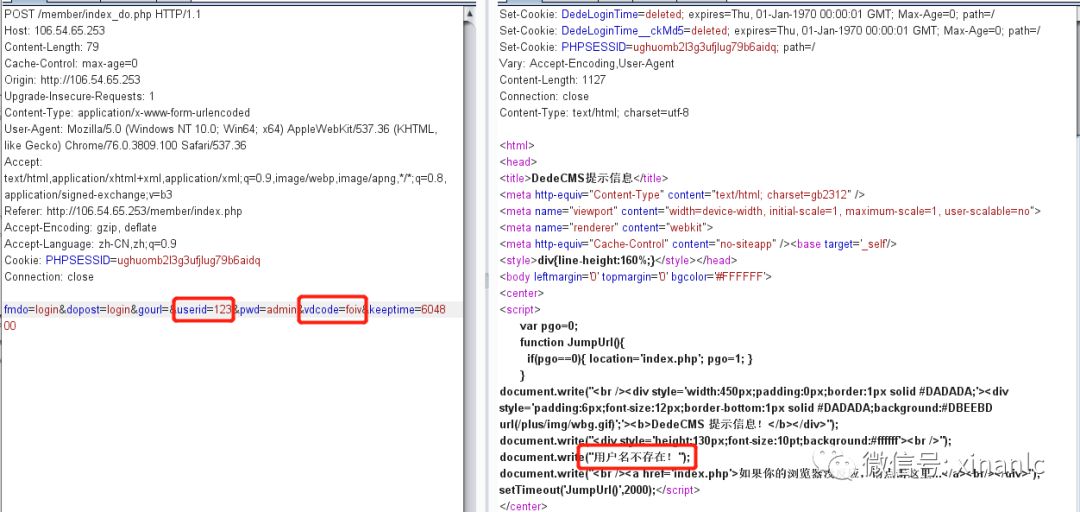 POST /member/index_do.php HTTP/1.1
Host: 106.54.65.253
Content-Length: 79
Cache-Control: max-age=0
Origin: http://106.54.65.253
Upgrade-Insecure-Requests: 1
Content-Type: application/x-www-form-urlencoded
User-Agent: Mozilla/5.0 (Windows NT 10.0; Win64; x64) AppleWebKit/537.36 (KHTML,
like Gecko) Chrome/76.0.3809.100 Safari/537.36
Accept:
text/html,application/xhtml+xml,application/xml;q=0.9,image/webp,image/apng,*/*;q=0.8,
application/signed-exchange;v=b3
Referer: http://106.54.65.253/member/index.php
Accept-Encoding: gzip, deflate
Accept-Language: zh-CN,zh;q=0.9
Cookie: PHPSESSID=ughuomb2l3g3ufjlug79b6aidq
Connection: close
fmdo=login&dopost=login&gourl=&userid=123&pwd=admin&vdcode=foiv&keeptime=6048
00
Set-Cookie: DedeLoginTime=deleted; expires=Thu, 01-Jan-1970 00:00:01 GMT; Max-Age=0; path=/
Set-Cookie: DedeLoginTime__ckMd5=deleted; expires=Thu, 01-Jan-1970 00:00:01 GMT; Max-Age=0; path=/
Set-Cookie: PHPSESSID=ughuomb2l3g3ufjlug79b6aidq; path=/
Vary: Accept-Encoding,User-Agent
Content-Length: 1127
Connection: close
Content-Type: text/html; charset=utf-8
<html>
<head>
<title>DedeCMS提示信息</title>
<meta http-equiv="Content-Type" content="text/html; charset=gb2312" />
<meta name="viewport" content="width=device-width, initial-scale=1, maximum-scale=1, user-scalable=no">
<meta name="renderer" content="webkit">
<meta http-equiv="Cache-Control" content="no-siteapp" /><base target='_self'/>
<style>div{line-height:160%;}</style></head>
<body leftmargin='0' topmargin='0' bgcolor='#FFFFFF'>
<center>
<script>
var pgo=0;
function JumpUrl(){
if(pgo==0){ location='index.php'; pgo=1; }
}
document.write("<br /><div style='width:450px;padding:0px;border:1px solid #DADADA;'><div
style='padding:6px;font-size:12px;border-bottom:1px solid #DADADA;background:#DBEEBD
url(/plus/img/wbg.gif)';'><b>DedeCMS 提示信息！</b></div>");
document.write("<div style='height:130px;font-size:10pt;background:#ffffff'><br />");
document.write("用户名不存在！");
document.write("<br /><a href='index.php'>如果你的浏览器没点击这里...</a><br/></div>");
setTimeout('JumpUrl()',2000);</script>
</center>
微信号: xinanlc